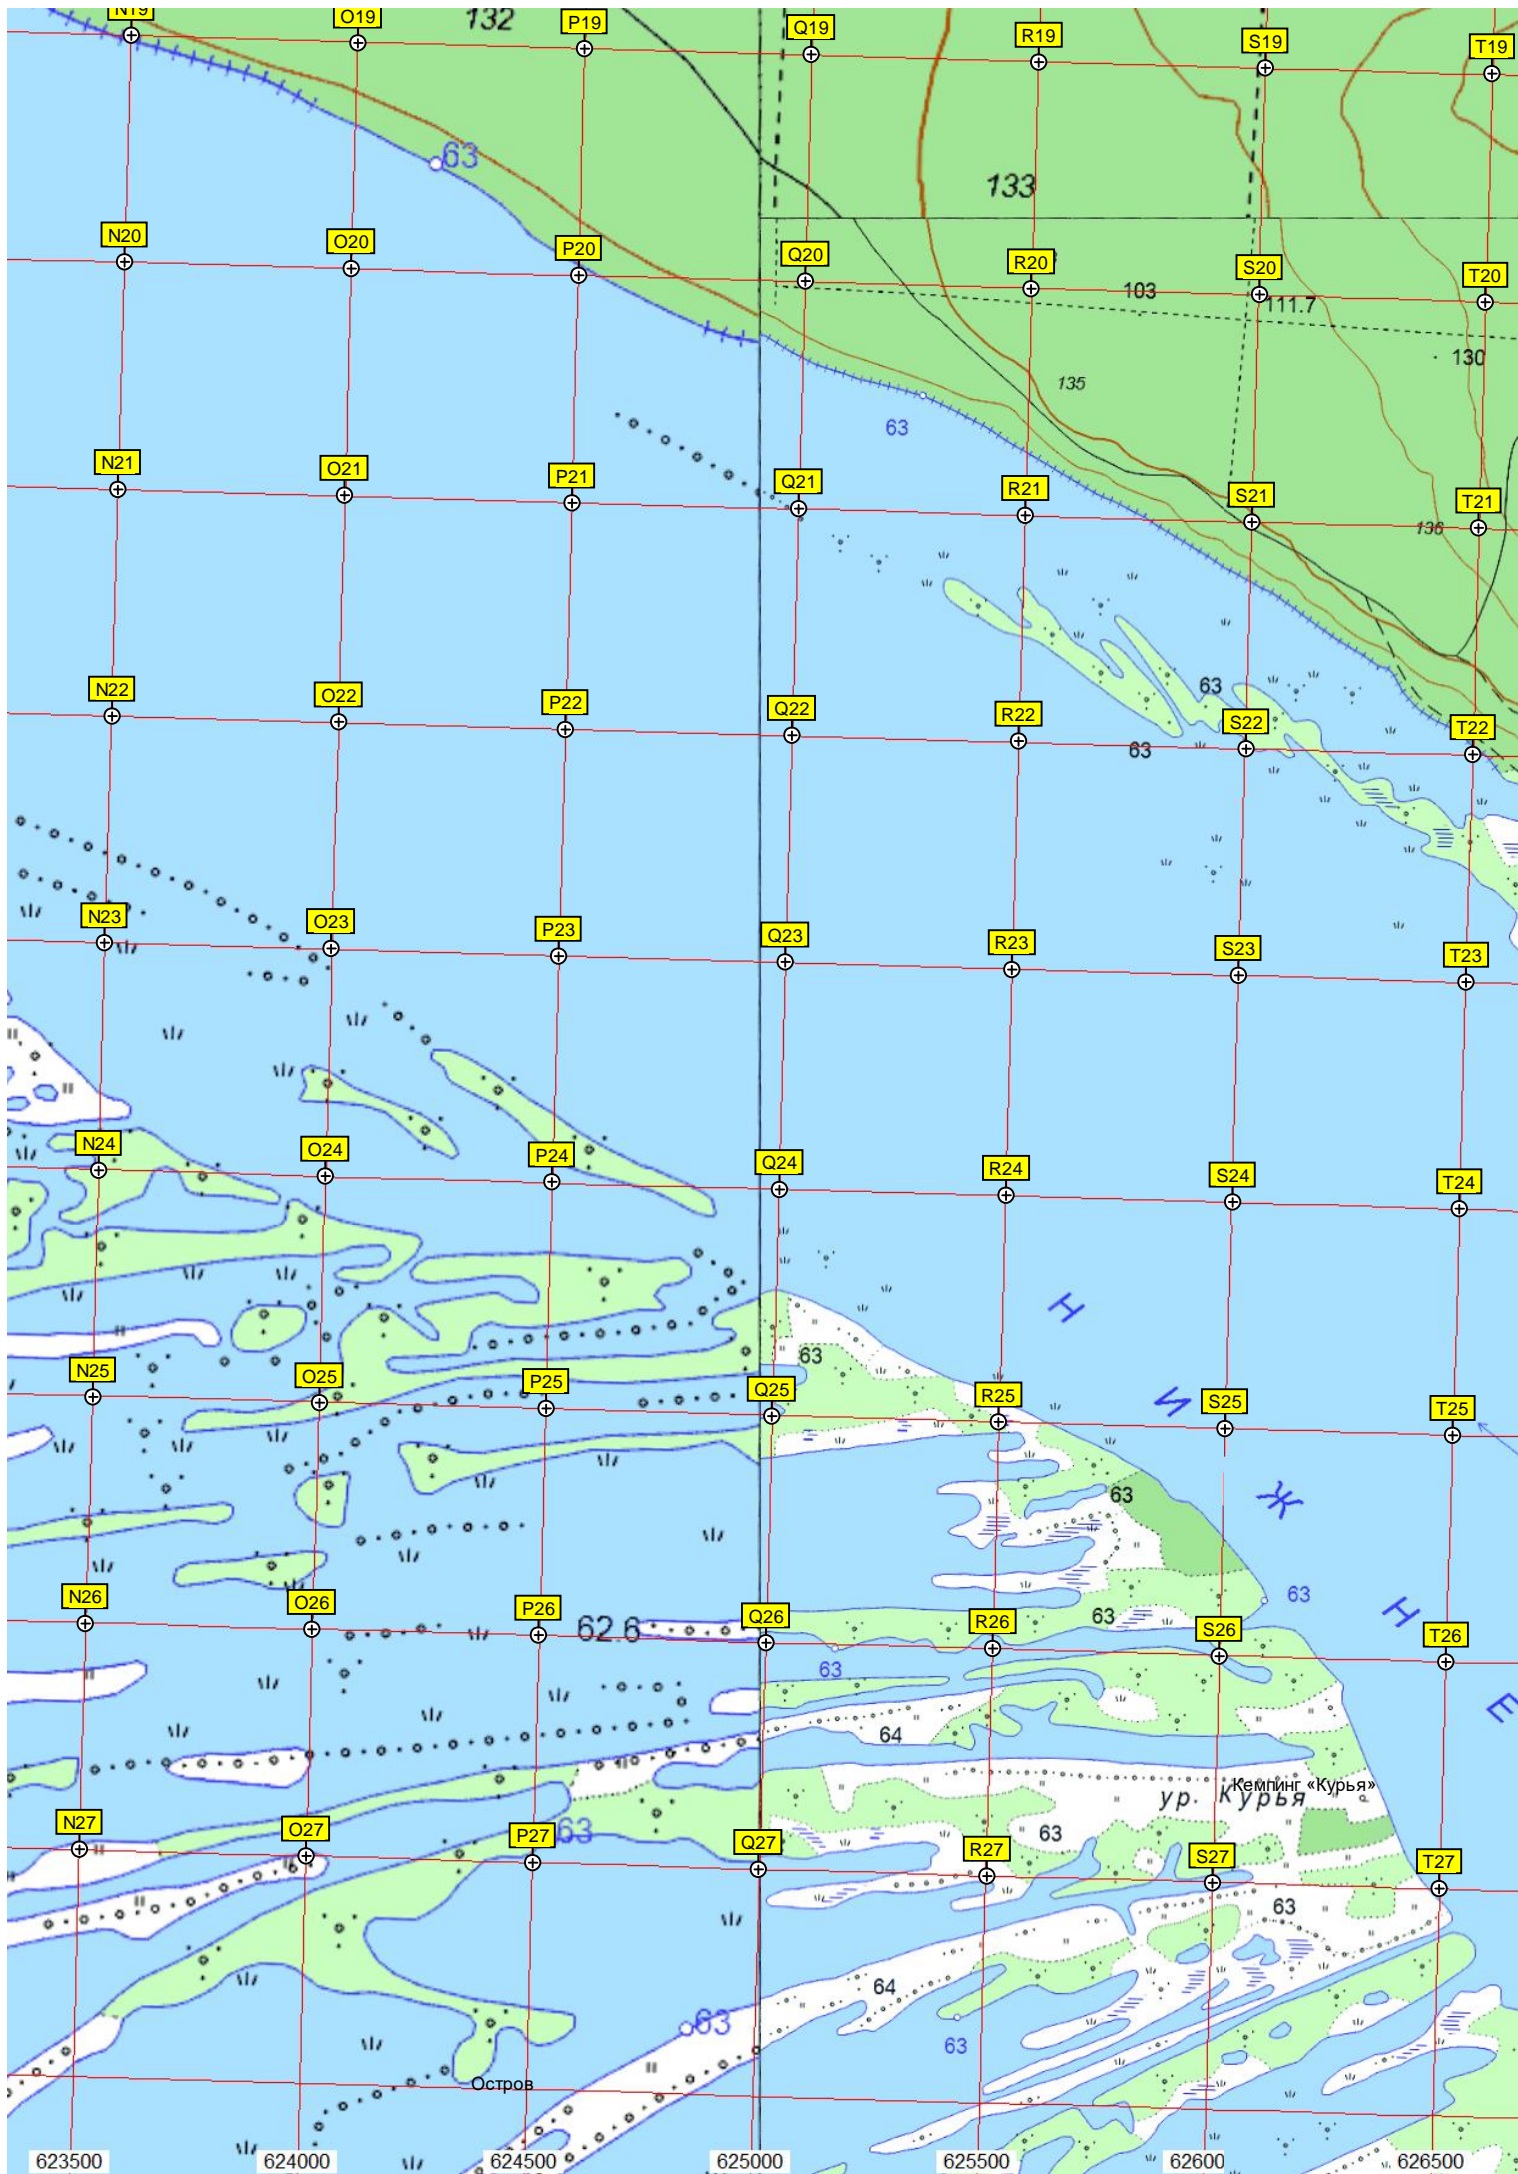 N19 O19 132 P19 Q19 R19 S19 T19
63
133
N20 O20 P20 Q20 R20 S20 T20
103 111.7
130
135
63
N21 O21 P21 Q21 R21 S21 T21
136
63
N22 O22 P22 Q22 R22 S22 T22
63
N23 O23 P23 Q23 R23 S23 T23
N24 O24 P24 Q24 R24 S24 T24
Н
63
N25 O25 P25 Q25 R25 И S25 T25
63 Ж
63
N26 O26 P26 62.6 Q26 R26 63 S26 Н T26
63
Е
64
Кемпинг «Курья»
ур. Курья
N27 O27 P27 63 Q27 63 R27 S27 T27
63
64
63
63
Остров
623500 624000 624500 625000 625500 626000 626500